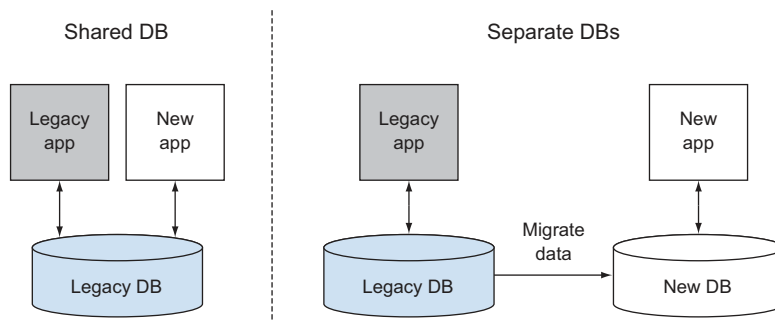 Shared DB
Legacy
app
New
app
Legacy DB
Separate DBs
Legacy
app
New
app
Migrate
data
Legacy DB
New DB